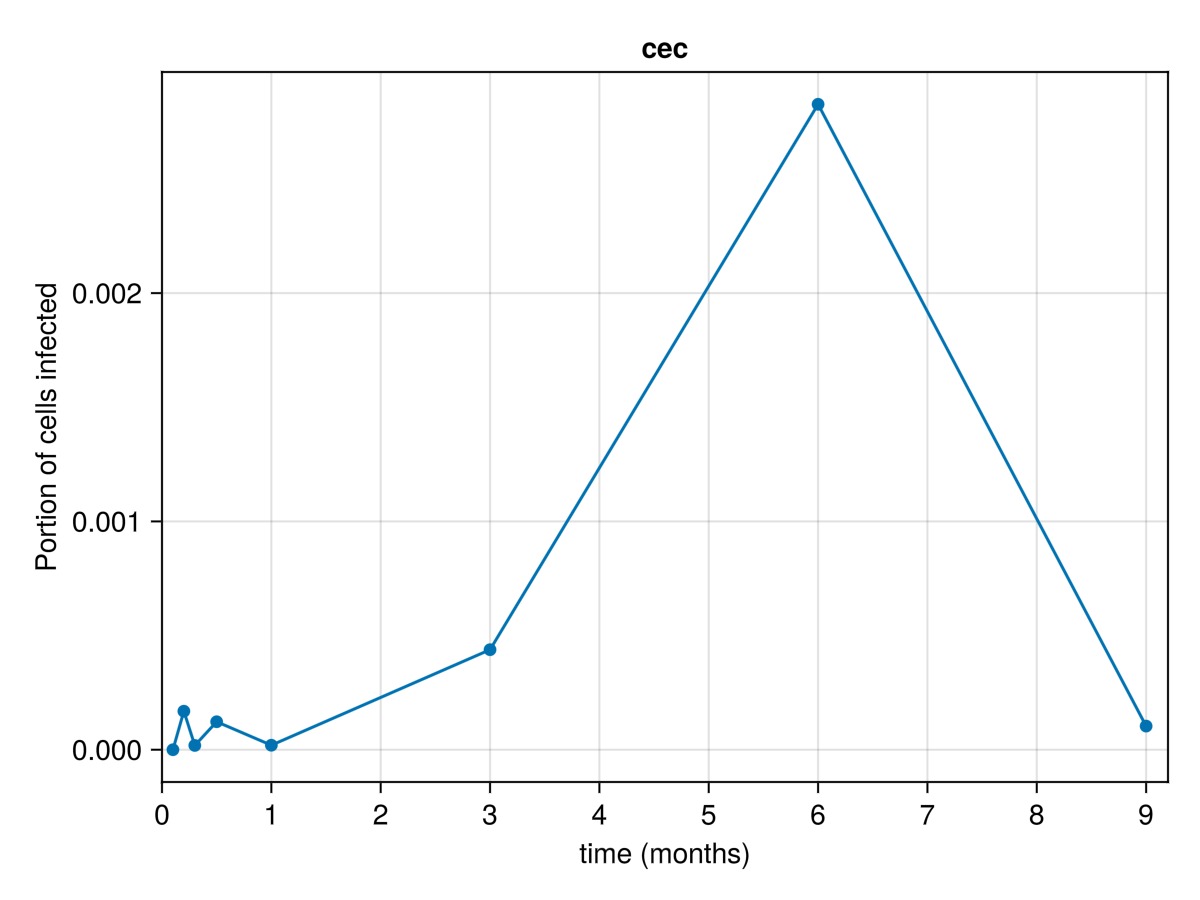 cec
Portion of cells infected
0.002
0.001
0.000
0 1 2 3 4 5 6 7 8 9
time (months)